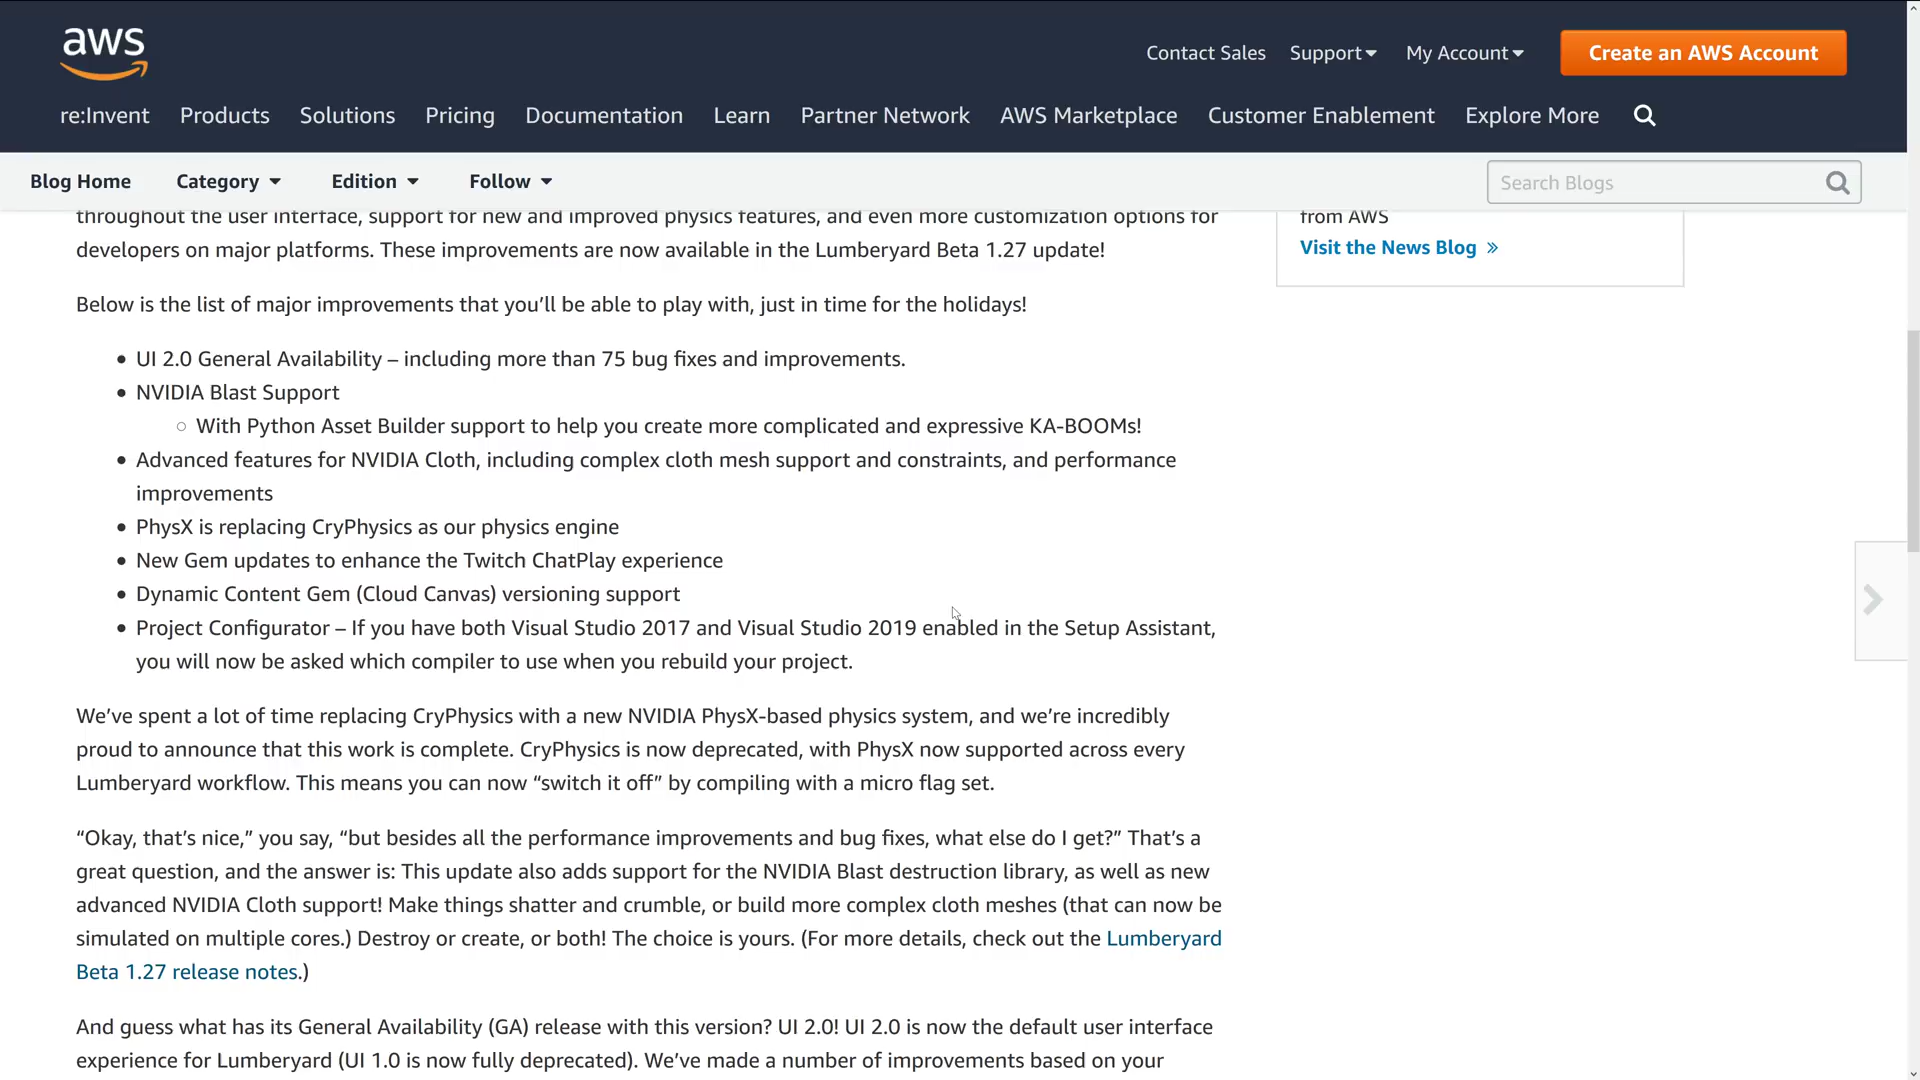 aws
Contact Sales Support My Account Create an AWS Account
re:Invent Products Solutions Pricing Documentation Learn Partner Network AWS Marketplace Customer Enablement Explore More
Blog Home Category Edition Follow Search Blogs
throughout the user interface, support for new and improved physics features, and even more customization options for
developers on major platforms. These improvements are now available in the Lumberyard Beta 1.27 update!
from AWS
Visit the News Blog »
Below is the list of major improvements that you’ll be able to play with, just in time for the holidays!
• UI 2.0 General Availability – including more than 75 bug fixes and improvements.
• NVIDIA Blast Support
○ With Python Asset Builder support to help you create more complicated and expressive KA-BOOMs!
• Advanced features for NVIDIA Cloth, including complex cloth mesh support and constraints, and performance
improvements
• PhysX is replacing CryPhysics as our physics engine
• New Gem updates to enhance the Twitch ChatPlay experience
• Dynamic Content Gem (Cloud Canvas) versioning support
• Project Configurator – If you have both Visual Studio 2017 and Visual Studio 2019 enabled in the Setup Assistant,
you will now be asked which compiler to use when you rebuild your project.
We’ve spent a lot of time replacing CryPhysics with a new NVIDIA PhysX-based physics system, and we’re incredibly
proud to announce that this work is complete. CryPhysics is now deprecated, with PhysX now supported across every
Lumberyard workflow. This means you can now “switch it off” by compiling with a micro flag set.
“Okay, that’s nice,” you say, “but besides all the performance improvements and bug fixes, what else do I get?” That’s a
great question, and the answer is: This update also adds support for the NVIDIA Blast destruction library, as well as new
advanced NVIDIA Cloth support! Make things shatter and crumble, or build more complex cloth meshes (that can now be
simulated on multiple cores.) Destroy or create, or both! The choice is yours. (For more details, check out the Lumberyard
Beta 1.27 release notes.)
And guess what has its General Availability (GA) release with this version? UI 2.0! UI 2.0 is now the default user interface
experience for Lumberyard (UI 1.0 is now fully deprecated). We’ve made a number of improvements based on your